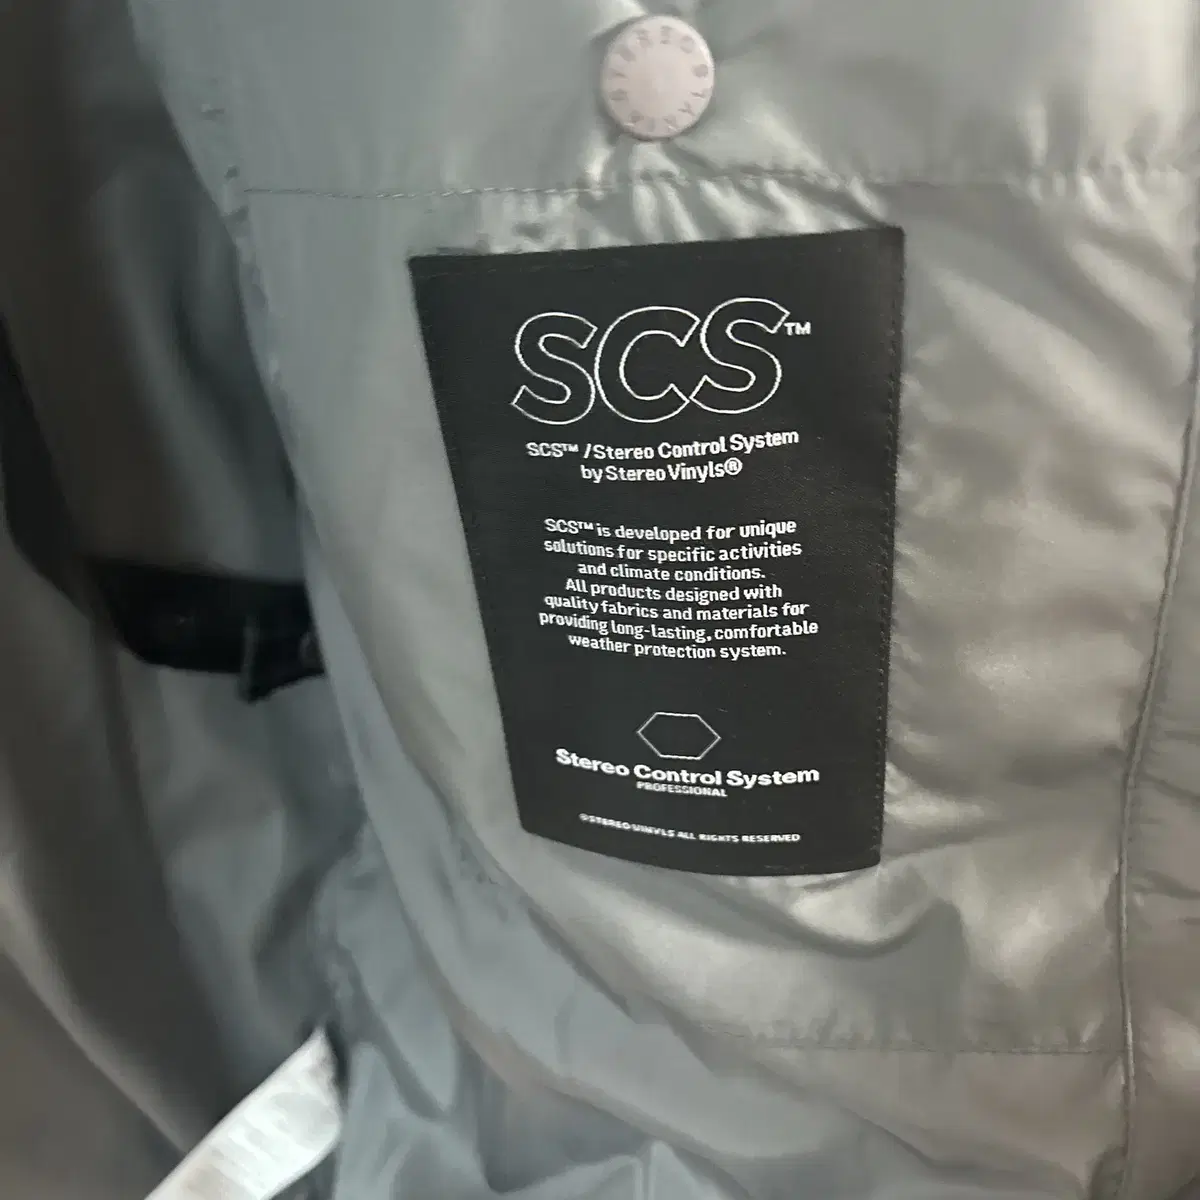 STEREO
SCS™
SCS™ /Stereo Control System
by Stereo Vinyls®
SCS™ is developed for unique
solutions for specific activities
and climate conditions.
All products designed with
quality fabrics and materials for
providing long-lasting, comfortable
weather protection system.
Stereo Control System
PROFESSIONAL
©STEREO VINYLS ALL RIGHTS RESERVED